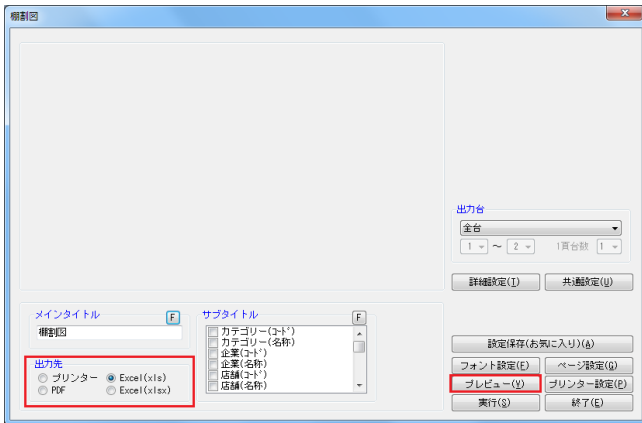 棚割図
出力台
全台
1 ～ 2 1頁台数 1
詳細設定(I) 共通設定(U)
メインタイトル F
棚割図
サブタイトル F
カテゴリー(コード)
カテゴリー(名称)
企業(コード)
企業(名称)
店舗(コード)
店舗(名称)
出力先
プリンター Excel(xls)
PDF Excel(xlsx)
設定保存(お気に入り)(A)
フォント設定(F) ページ設定(G)
プレビュー(V) プリンター設定(P)
実行(S) 終了(E)